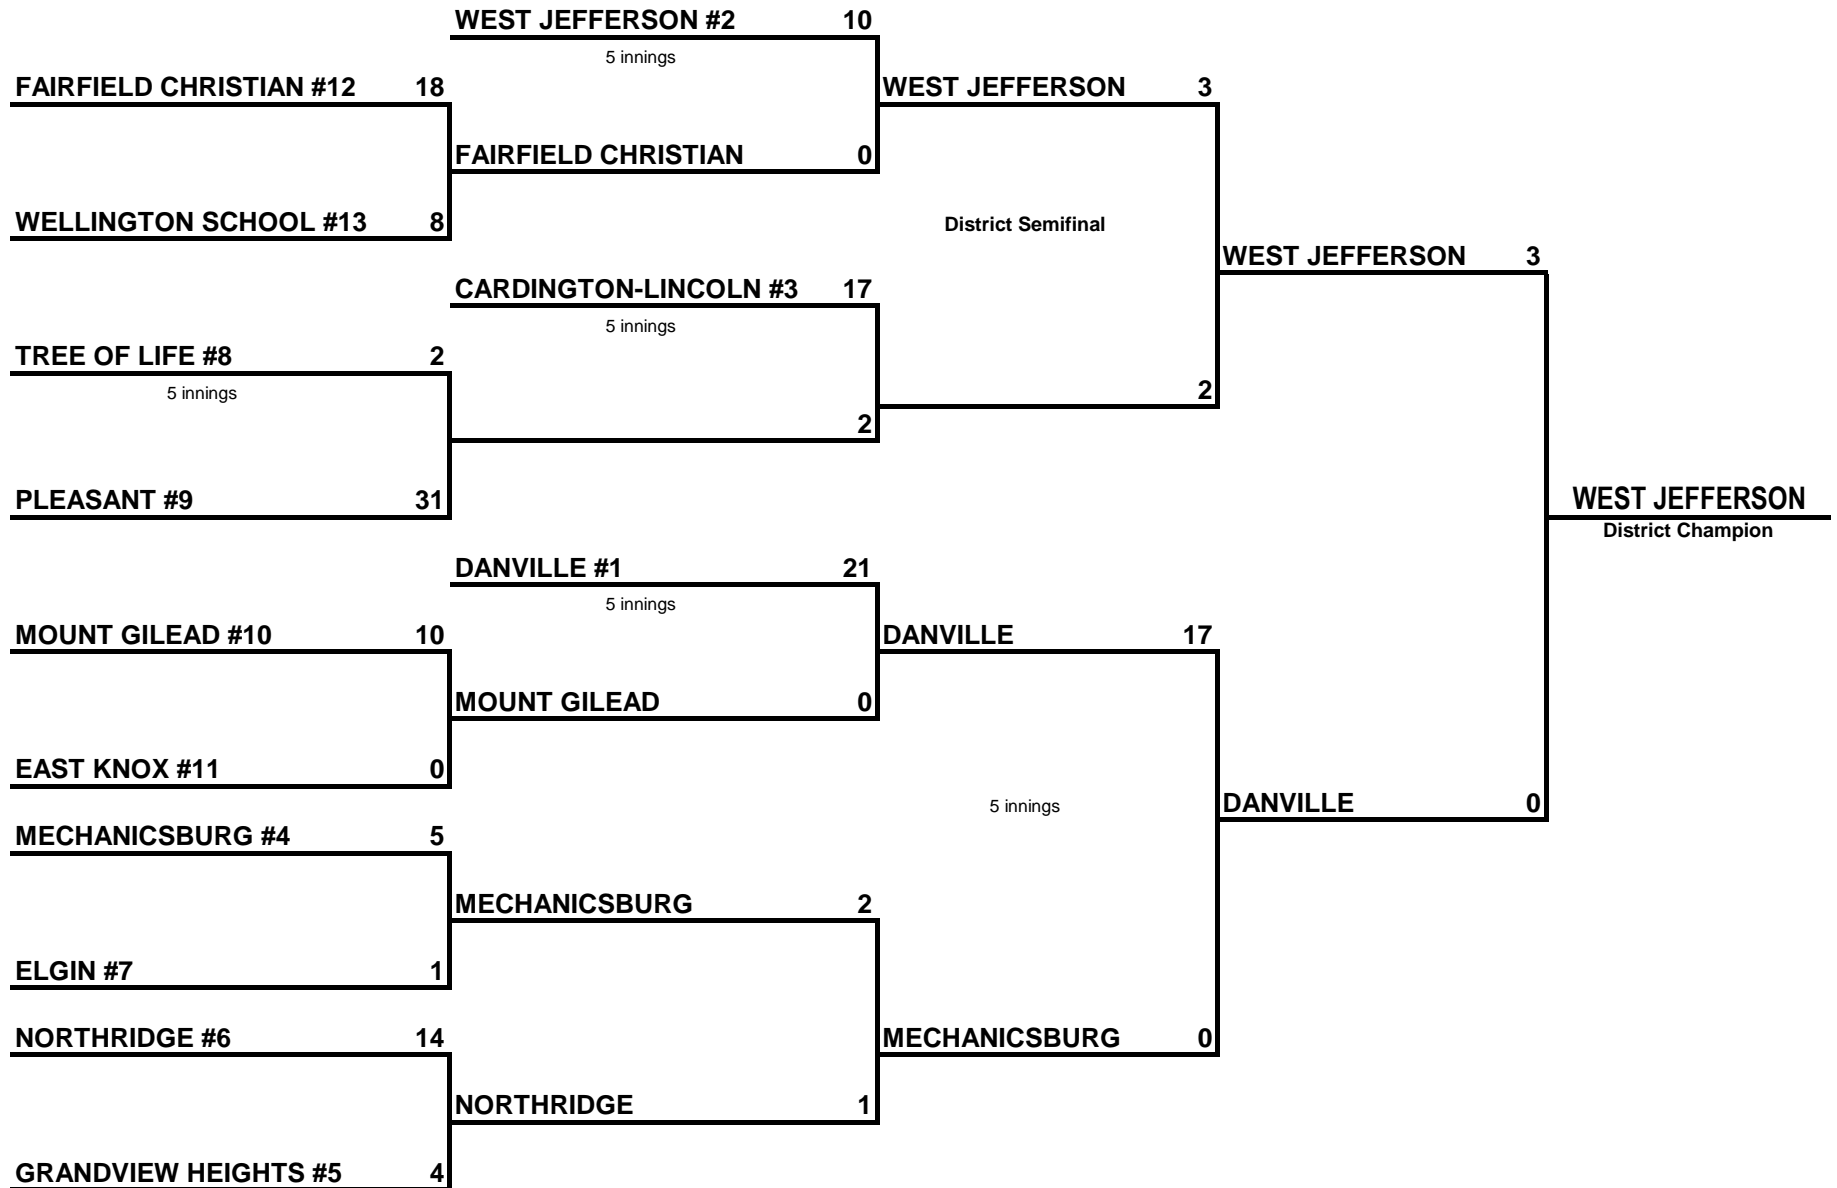 WEST JEFFERSON #2 10
5 innings
FAIRFIELD CHRISTIAN #12 18
WEST JEFFERSON 3
FAIRFIELD CHRISTIAN 0
WELLINGTON SCHOOL #13 8
District Semifinal
WEST JEFFERSON 3
CARDINGTON-LINCOLN #3 17
5 innings
TREE OF LIFE #8 2
5 innings
2
2
PLEASANT #9 31
WEST JEFFERSON
District Champion
DANVILLE #1 21
5 innings
MOUNT GILEAD #10 10
DANVILLE 17
MOUNT GILEAD 0
EAST KNOX #11 0
5 innings
DANVILLE 0
MECHANICSBURG #4 5
MECHANICSBURG 2
ELGIN #7 1
NORTHRIDGE #6 14
MECHANICSBURG 0
NORTHRIDGE 1
GRANDVIEW HEIGHTS #5 4